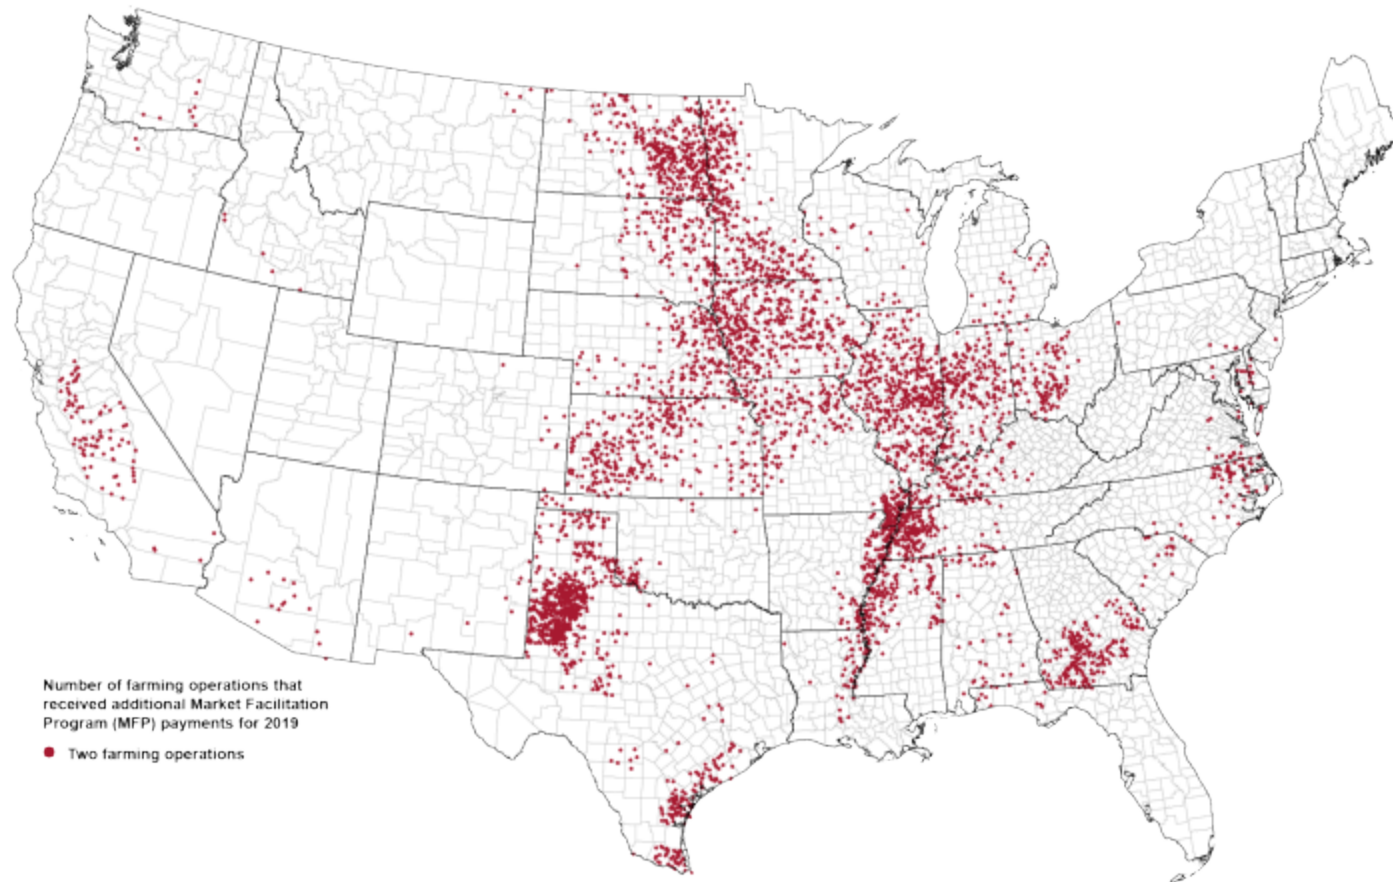 Number of farming operations that
received additional Market Facilitation
Program (MFP) payments for 2019
Two farming operations